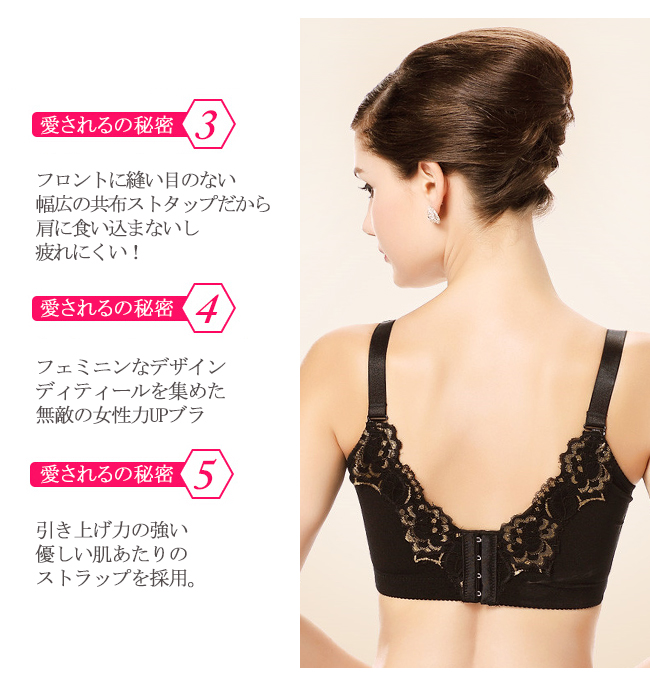 愛されるの秘密 3
フロントに縫い目のない
幅広の共布ストタップだから
肩に食い込まないし
疲れにくい！
愛されるの秘密 4
フェミニンなデザイン
ディティールを集めた
無敵の女性力UPブラ
愛されるの秘密 5
引き上げ力の強い
優しい肌あたりの
ストラップを採用。